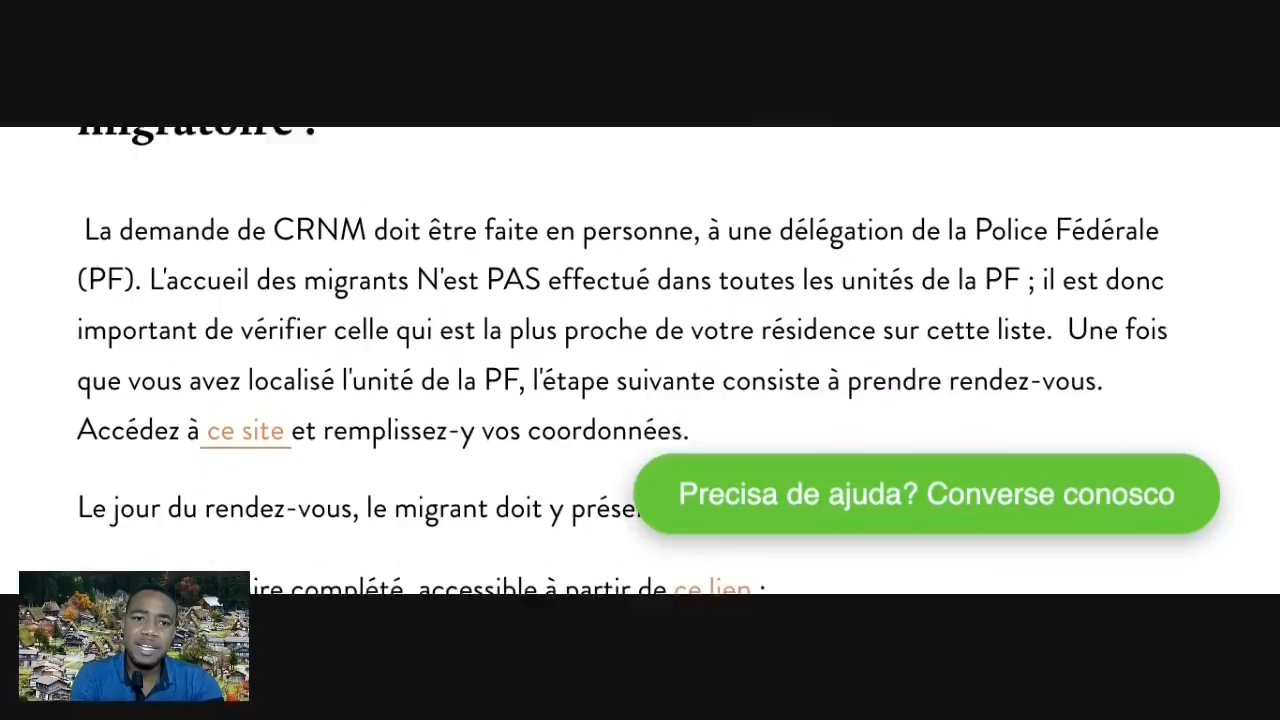 migratoire :
La demande de CRNM doit être faite en personne, à une délégation de la Police Fédérale
(PF). L'accueil des migrants N'est PAS effectué dans toutes les unités de la PF ; il est donc
important de vérifier celle qui est la plus proche de votre résidence sur cette liste.  Une fois
que vous avez localisé l'unité de la PF, l'étape suivante consiste à prendre rendez-vous.
Accédez à ce site et remplissez-y vos coordonnées.
Precisa de ajuda? Converse conosco
Le jour du rendez-vous, le migrant doit y
complété, accessible à partir de ce lien :